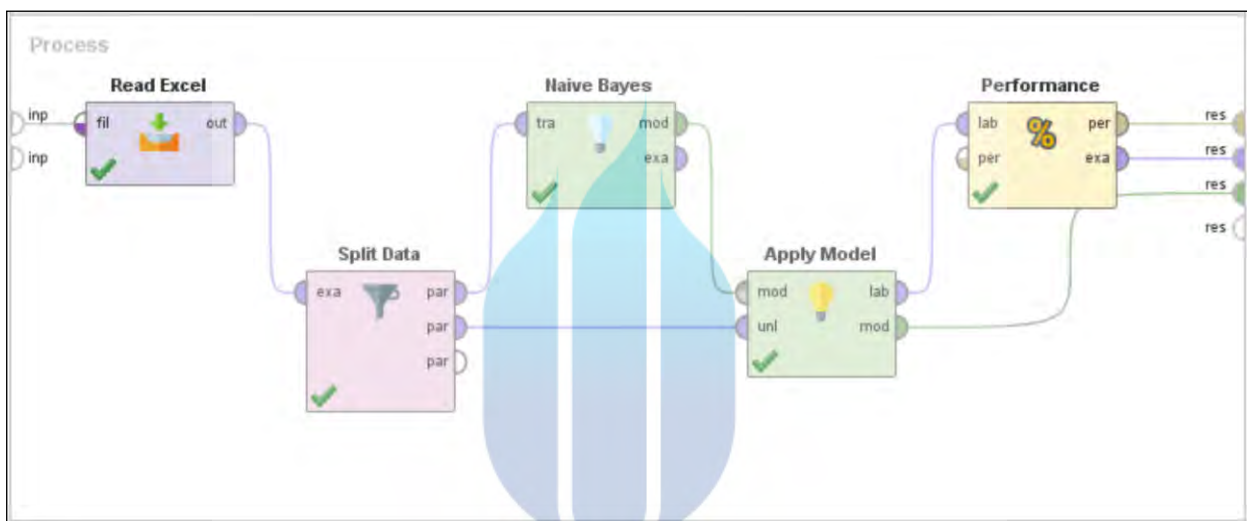 Process
Read Excel
inp
fil
out
inp
Naive Bayes
tra
mod
exa
Performance
lab
per
res
per
exa
res
res
res
Split Data
exa
par
par
par
Apply Model
mod
lab
unl
mod